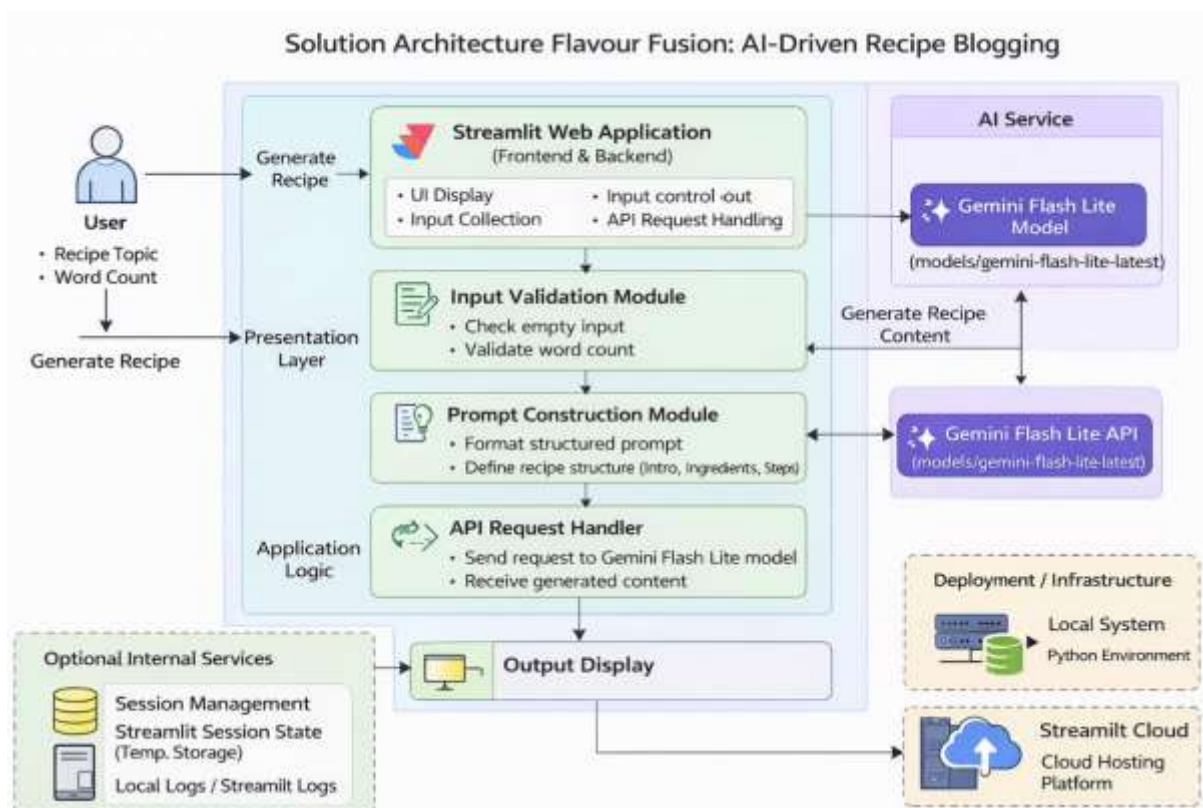 Solution Architecture Flavour Fusion: AI-Driven Recipe Blogging
User
• Recipe Topic
• Word Count
Generate Recipe
Generate
Recipe
Presentation
Layer
Application
Logic
Streamlit Web Application
(Frontend & Backend)
• UI Display
• Input Collection
• Input control -out
• API Request Handling
Input Validation Module
• Check empty input
• Validate word count
Prompt Construction Module
• Format structured prompt
• Define recipe structure (Intro, Ingredients, Steps)
API Request Handler
• Send request to Gemini Flash Lite model
• Receive generated content
Output Display
AI Service
Gemini Flash Lite
Model
(models/gemini-flash-lite-latest)
Generate Recipe
Content
Gemini Flash Lite API
(models/gemini-flash-lite-latest)
Optional Internal Services
Session Management
Streamlit Session State
(Temp. Storage)
Local Logs / Streamilt Logs
Deployment / Infrastructure
Local System
Python Environment
Streamilt Cloud
Cloud Hosting
Platform